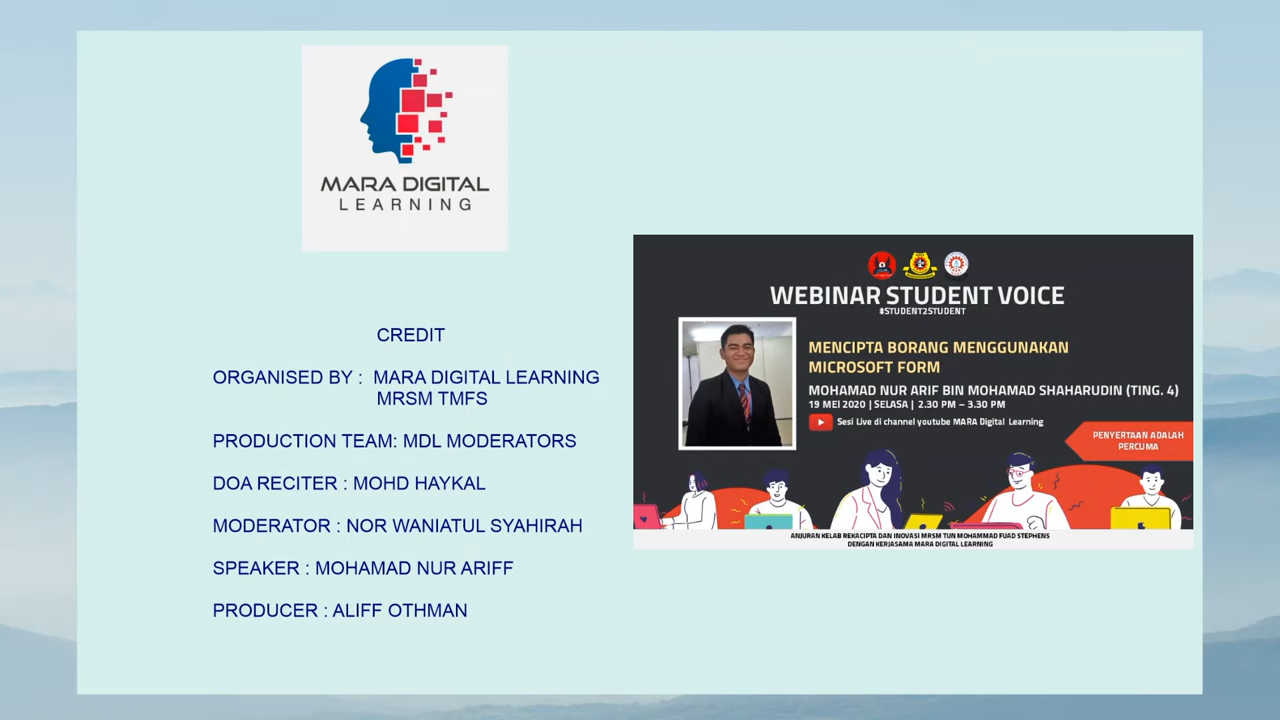 MARA DIGITAL
LEARNING
CREDIT
ORGANISED BY : MARA DIGITAL LEARNING
MRSM TMFS
PRODUCTION TEAM: MDL MODERATORS
DOA RECITER : MOHD HAYKAL
MODERATOR : NOR WANIATUL SYAHIRAH
SPEAKER : MOHAMAD NUR ARIFF
PRODUCER : ALIFF OTHMAN
WEBINAR STUDENT VOICE
#STUDENT2STUDENT
MENCIPTA BORANG MENGGUNAKAN
MICROSOFT FORM
MOHAMAD NUR ARIF BIN MOHAMAD SHAHARUDIN (TING. 4)
19 MEI 2020 | SELASA | 2.30 PM – 3.30 PM
Sesi Live di channel youtube MARA Digital Learning
PENYERTAAN ADALAH
PERCUMA
ANJURAN KELAB REKACIPTA DAN INOVASI MRSM TUN MOHAMMAD FUAD STEPHENS
DENGAN KERJASAMA MARA DIGITAL LEARNING